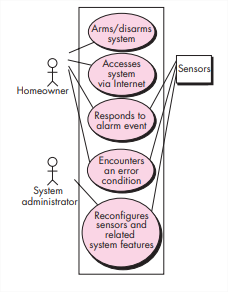 Arms/disarms
system
Accesses
system
via Internet
Sensors
Homeowner
Responds to
alarm event
Encounters
an error
condition
System
administrator
Reconfigures
sensors and
related
system features